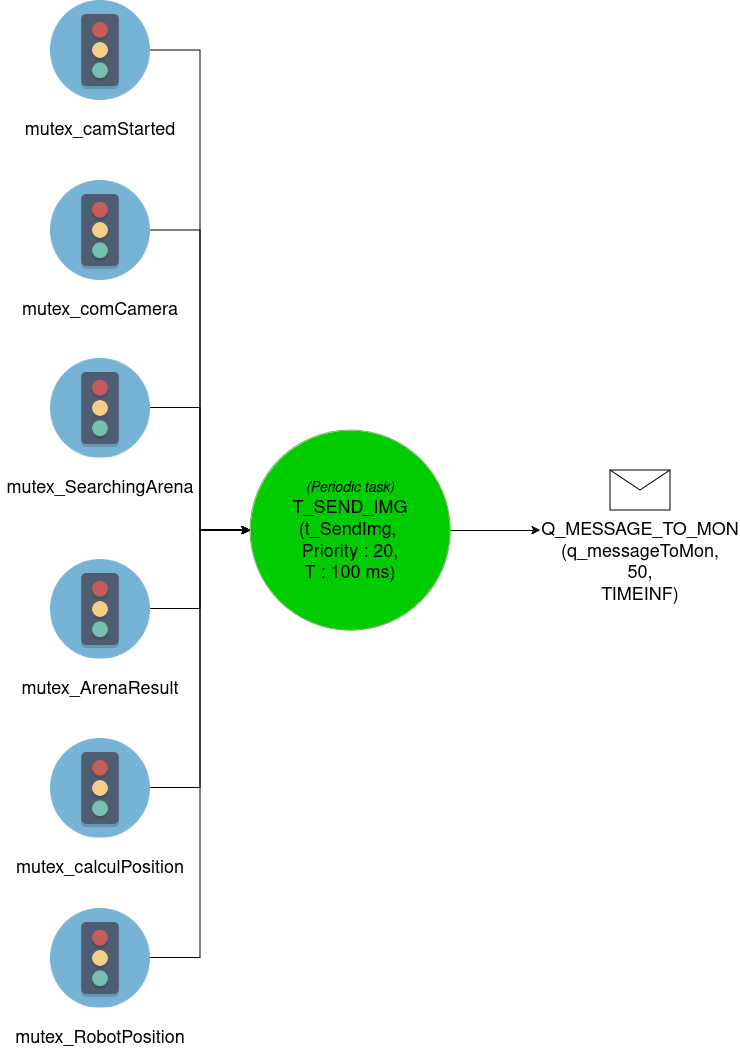 mutex_camStarted
mutex_comCamera
mutex_SearchingArena
mutex_ArenaResult
mutex_calculPosition
mutex_RobotPosition
(Periodic task)
T_SEND_IMG
(t_SendImg,
Priority : 20,
T : 100 ms)
Q_MESSAGE_TO_MON
(q_messageToMon,
50,
TIMEINF)